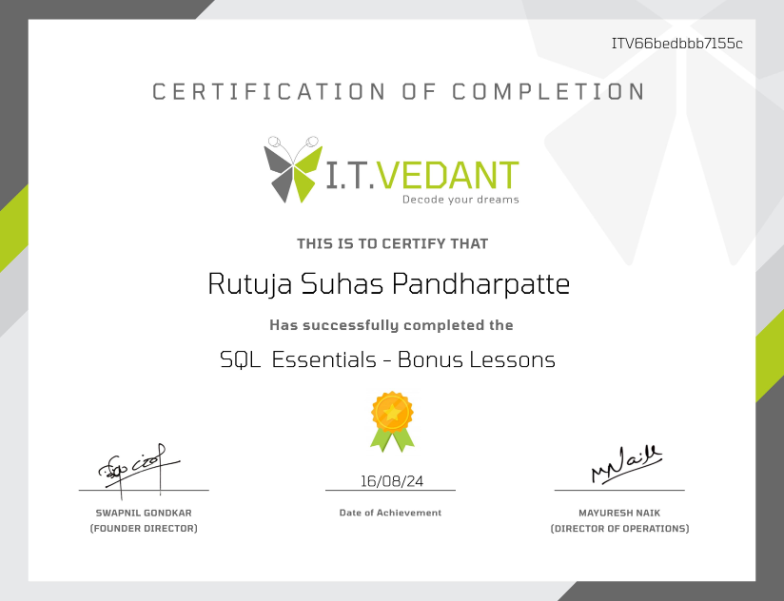 ITV66bedbbb7155c
CERTIFICATION OF COMPLETION
I.T.VEDANT
Decode your dreams
THIS IS TO CERTIFY THAT
Rutuja Suhas Pandharpatte
Has successfully completed the
SQL Essentials - Bonus Lessons
16/08/24
Date of Achievement
SWAPNIL GONDKAR
(FOUNDER DIRECTOR)
MNaik
MAYURESH NAIK
(DIRECTOR OF OPERATIONS)